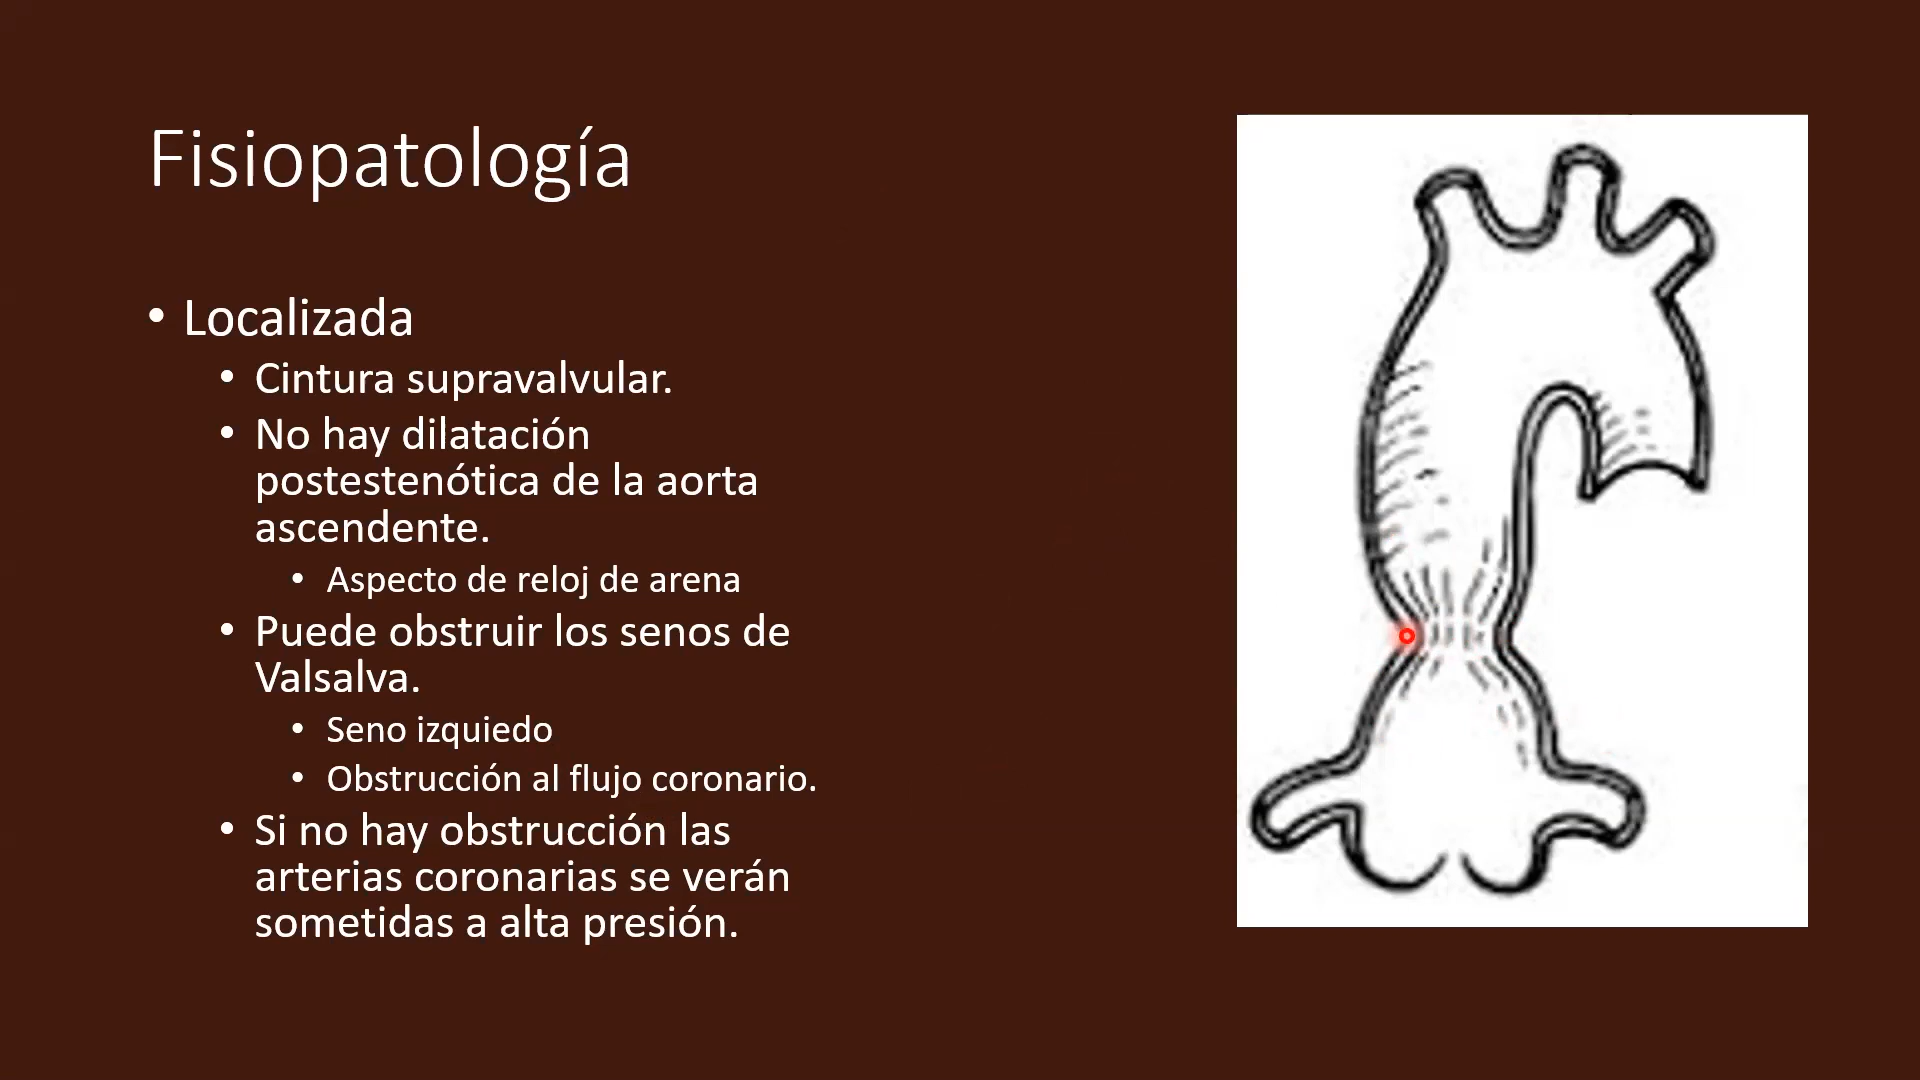 Fisiopatología
• Localizada
• Cintura supravalvular.
• No hay dilatación
postestenótica de la aorta
ascendente.
• Aspecto de reloj de arena
• Puede obstruir los senos de
Valsalva.
• Seno izquiedo
• Obstrucción al flujo coronario.
• Si no hay obstrucción las
arterias coronarias se verán
sometidas a alta presión.